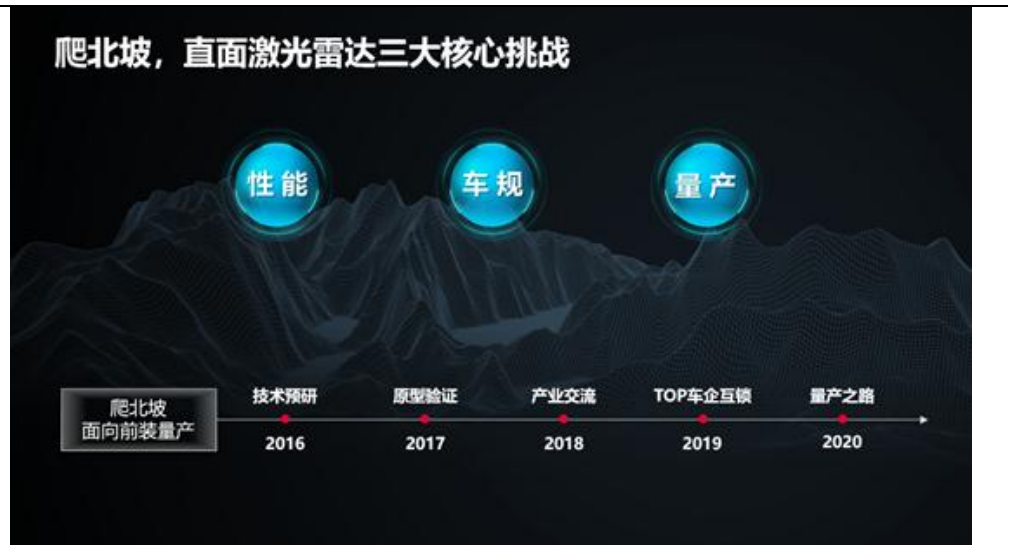 爬北坡，直面激光雷达三大核心挑战
性能 车规 量产
技术预研 原型验证 产业交流 TOP车企互锁 量产之路
爬北坡
面向前装量产
2016 2017 2018 2019 2020